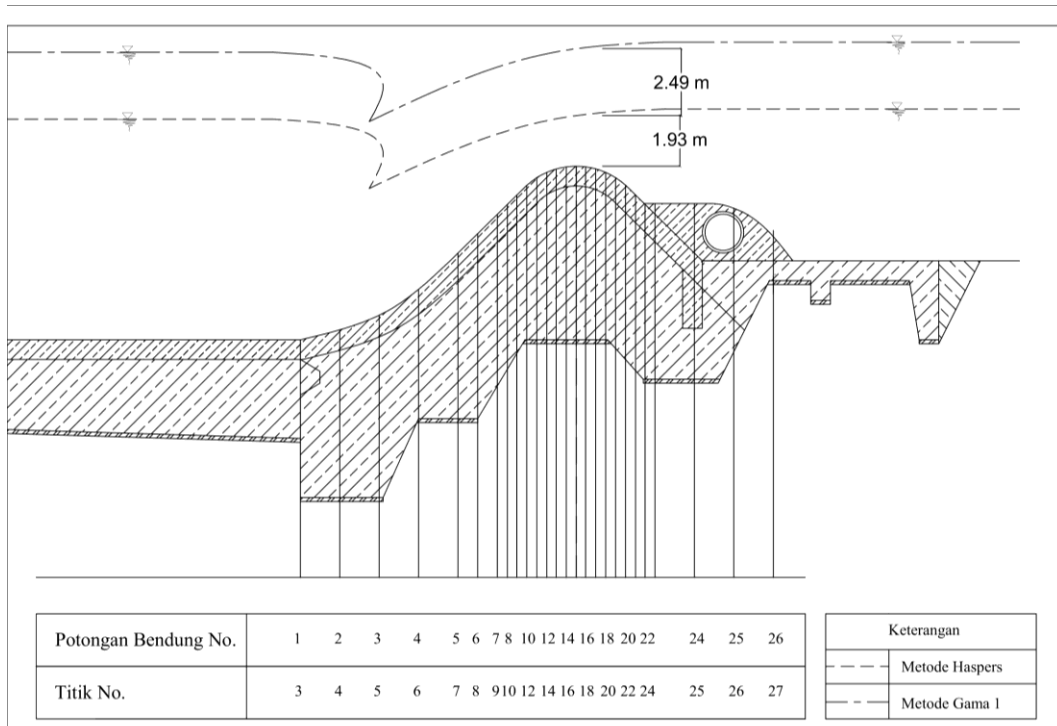 2.49 m
1.93 m
Potongan Bendung No. 1 2 3 4 5 6 7 8 10 12 14 16 18 20 22 24 25 26
Titik No. 3 4 5 6 7 8 9 10 12 14 16 18 20 22 24 25 26 27
Keterangan
Metode Haspers
Metode Gama 1